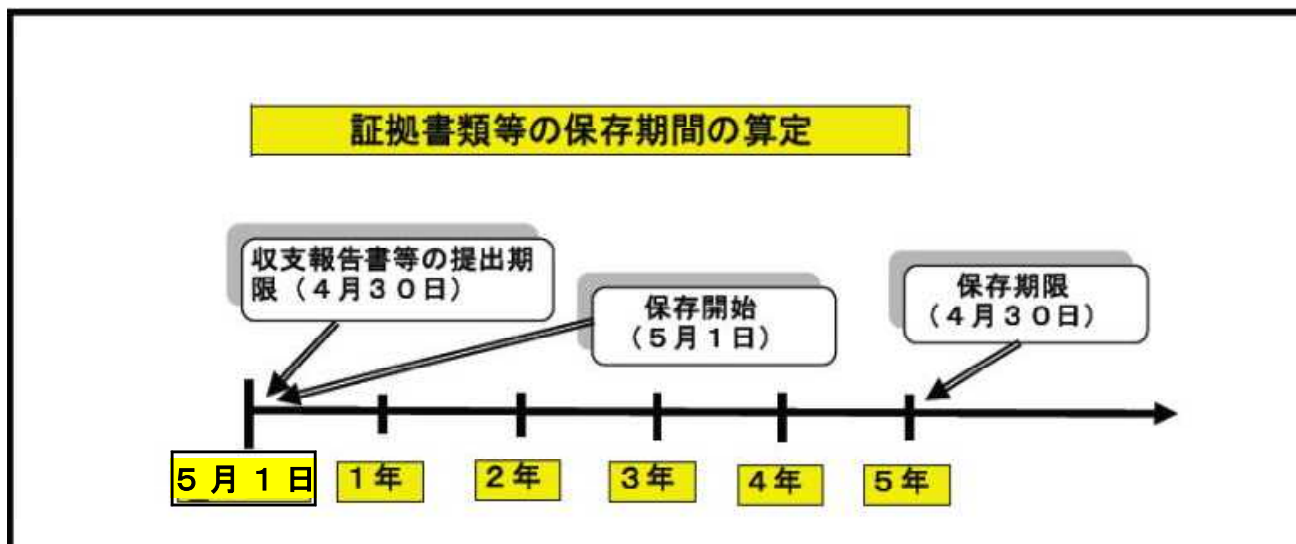 証拠書類等の保存期間の算定
収支報告書等の提出期
限（４月３０日）
保存開始
（５月１日）
保存期限
（４月３０日）
５月１日
１年
２年
３年
４年
５年